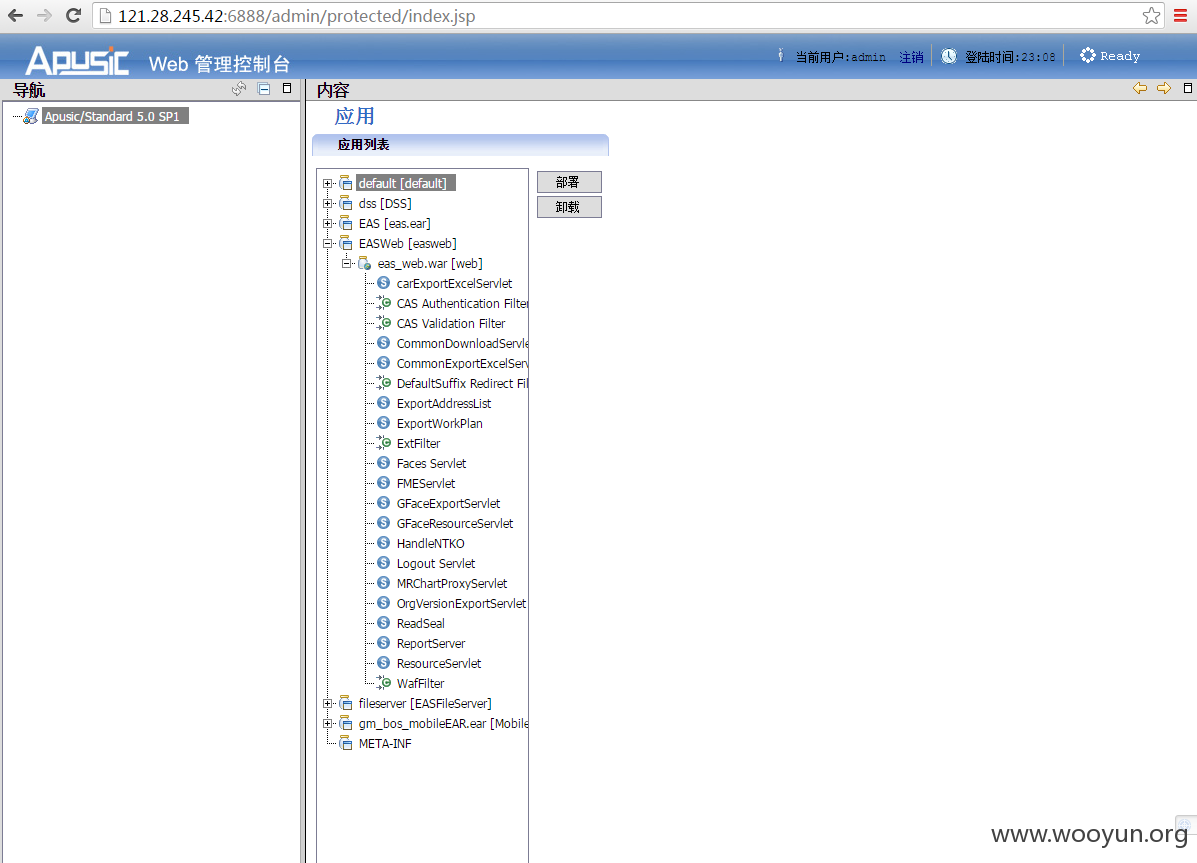 121.28.245.42:6888/admin/protected/index.jsp
Apusic Web 管理控制台
当前用户:admin 注销 登陆时间:23:08 Ready
导航
Apusic/Standard 5.0 SP1
内容
应用
应用列表
部署
卸载
default [default]
dss [DSS]
EAS [eas.ear]
EASWeb [easweb]
eas_web.war [web]
carExportExcelServlet
CAS Authentication Filter
CAS Validation Filter
CommonDownloadServle
CommonExportExcelServ
DefaultSuffix Redirect Fil
ExportAddressList
ExportWorkPlan
ExtFilter
Faces Servlet
FMEServlet
GFaceExportServlet
GFaceResourceServlet
HandleNTKO
Logout Servlet
MRChartProxyServlet
OrgVersionExportServlet
ReadSeal
ReportServer
ResourceServlet
WafFilter
fileserver [EASFileServer]
gm_bos_mobileEAR.ear [Mobile
META-INF
www.wooyun.org